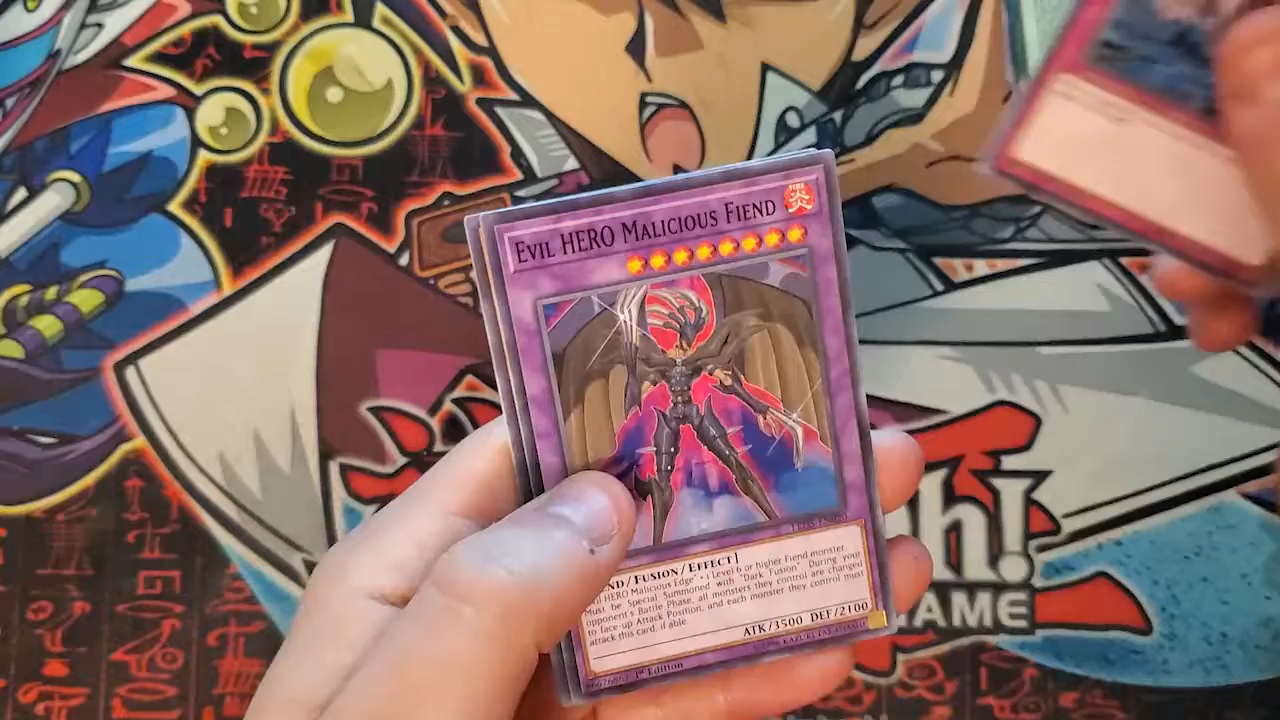 EVIL HERO MALICIOUS FIEND
FIRE
炎
/FUSION/EFFECT]
HERO Malicious Edge" + 1 Level 6 or higher Fiend monster
Must be Special Summoned with "Dark Fusion". During your
opponent's Battle Phase, all monsters they control are changed
to face-up Attack Position, and each monster they control must
attack this card, if able.
ATK/3500 DEF/2100
1st Edition
KAZUKI TAKAHASHI
h!
GAME